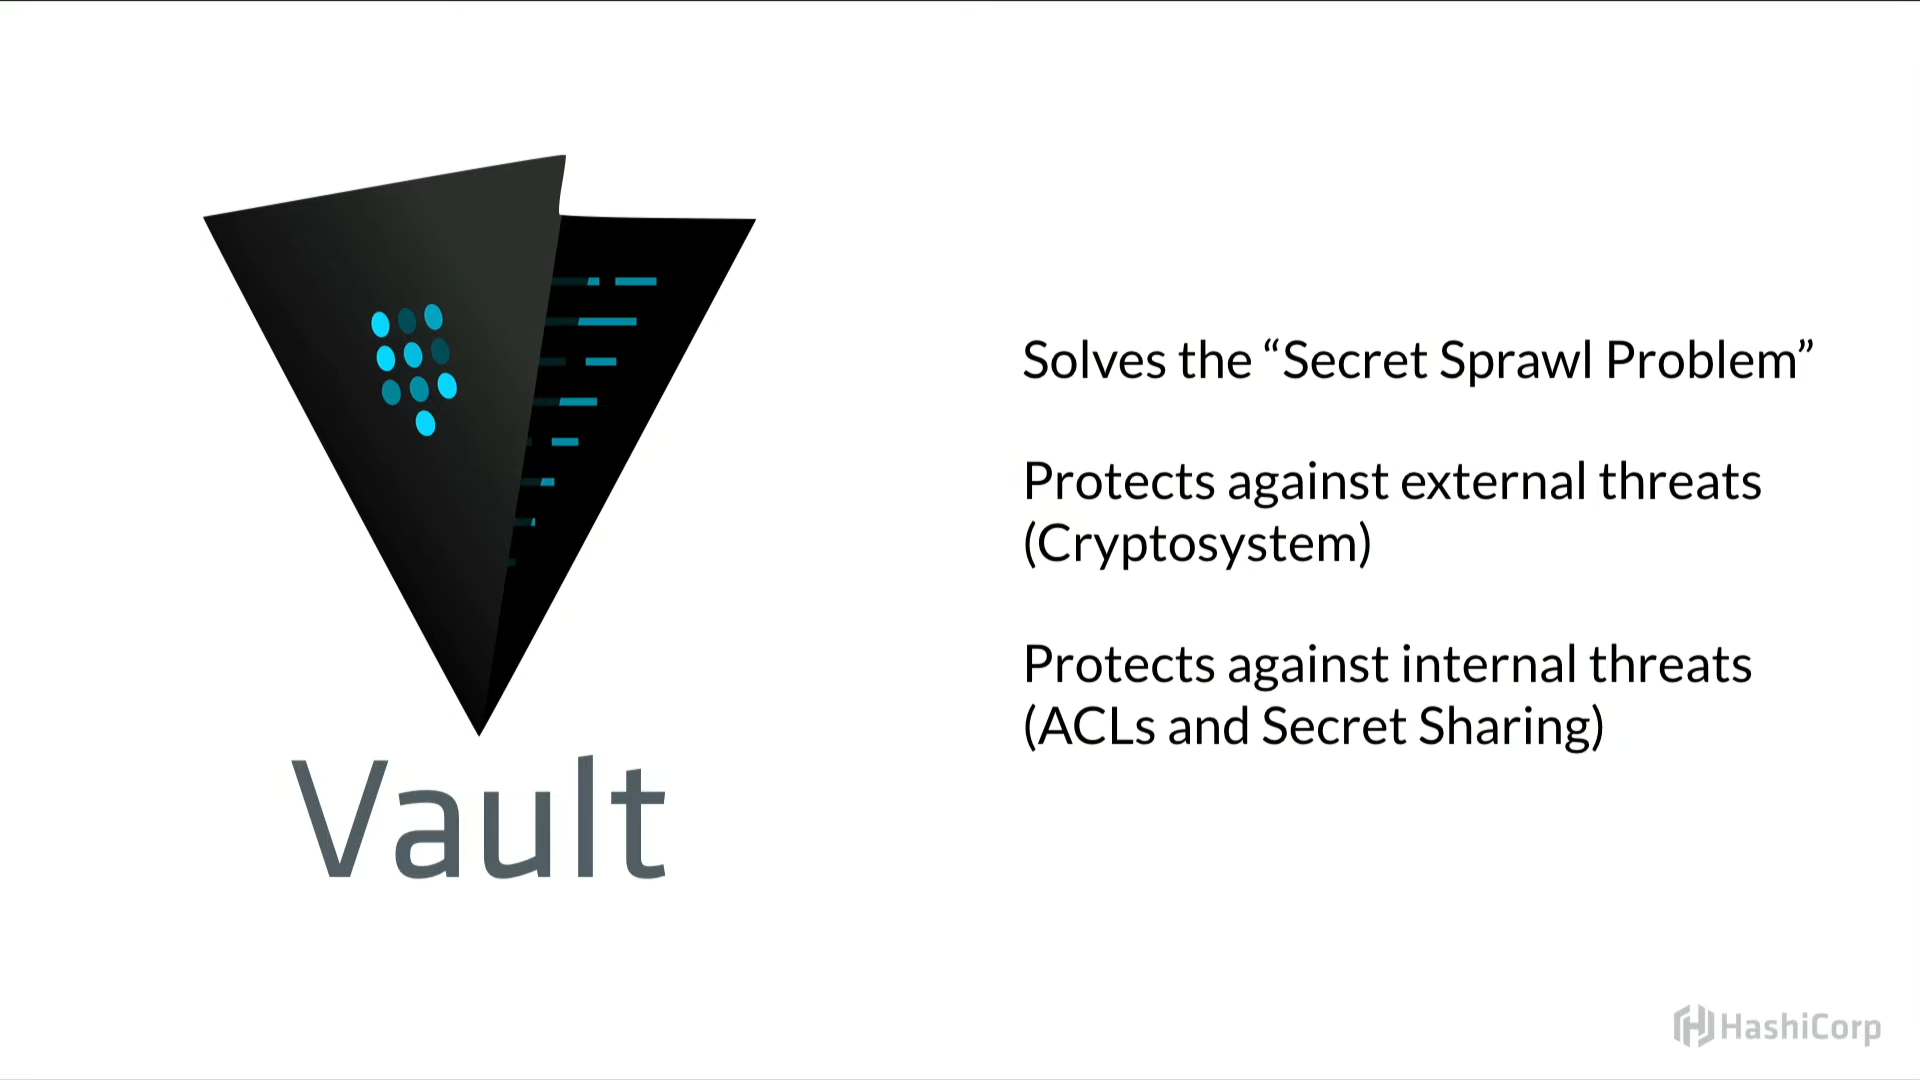 Vault
Solves the “Secret Sprawl Problem”
Protects against external threats
(Cryptosystem)
Protects against internal threats
(ACLs and Secret Sharing)
HashiCorp